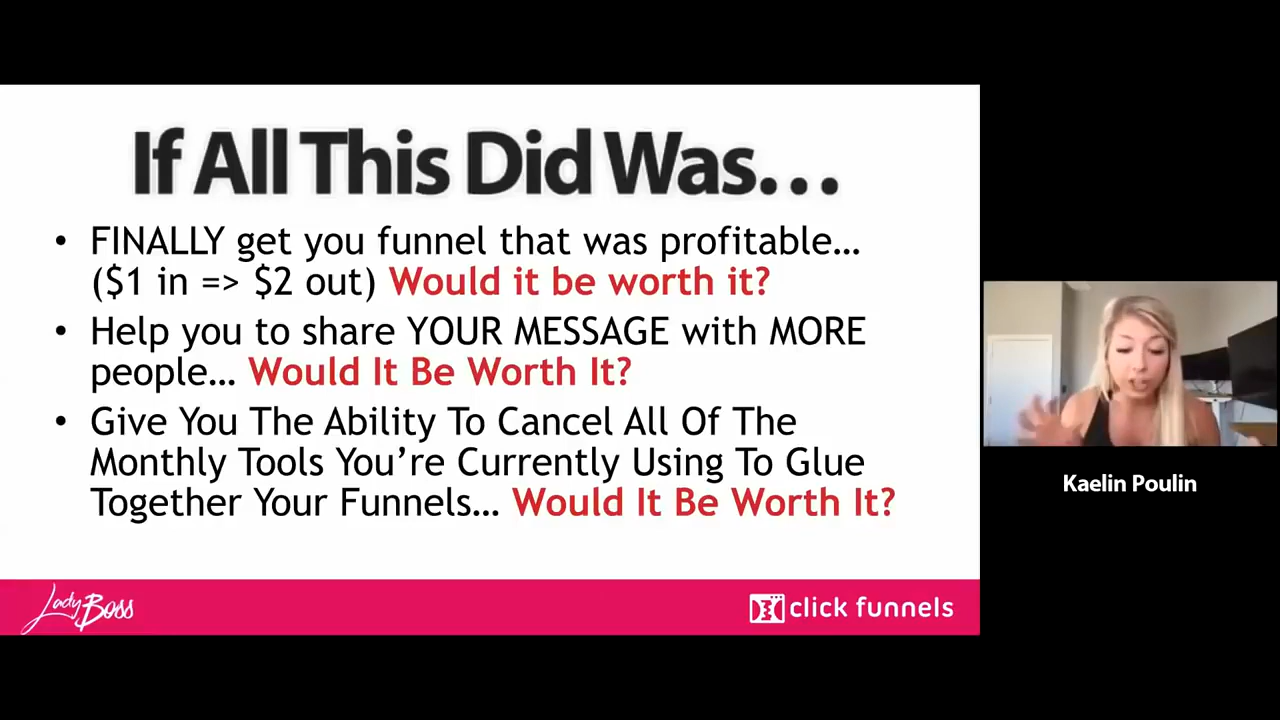 If All This Did Was...
• FINALLY get you funnel that was profitable...
($1 in => $2 out) Would it be worth it?
• Help you to share YOUR MESSAGE with MORE
people... Would It Be Worth It?
• Give You The Ability To Cancel All Of The
Monthly Tools You’re Currently Using To Glue
Together Your Funnels... Would It Be Worth It?
Lady Boss
click funnels
Kaelin Poulin